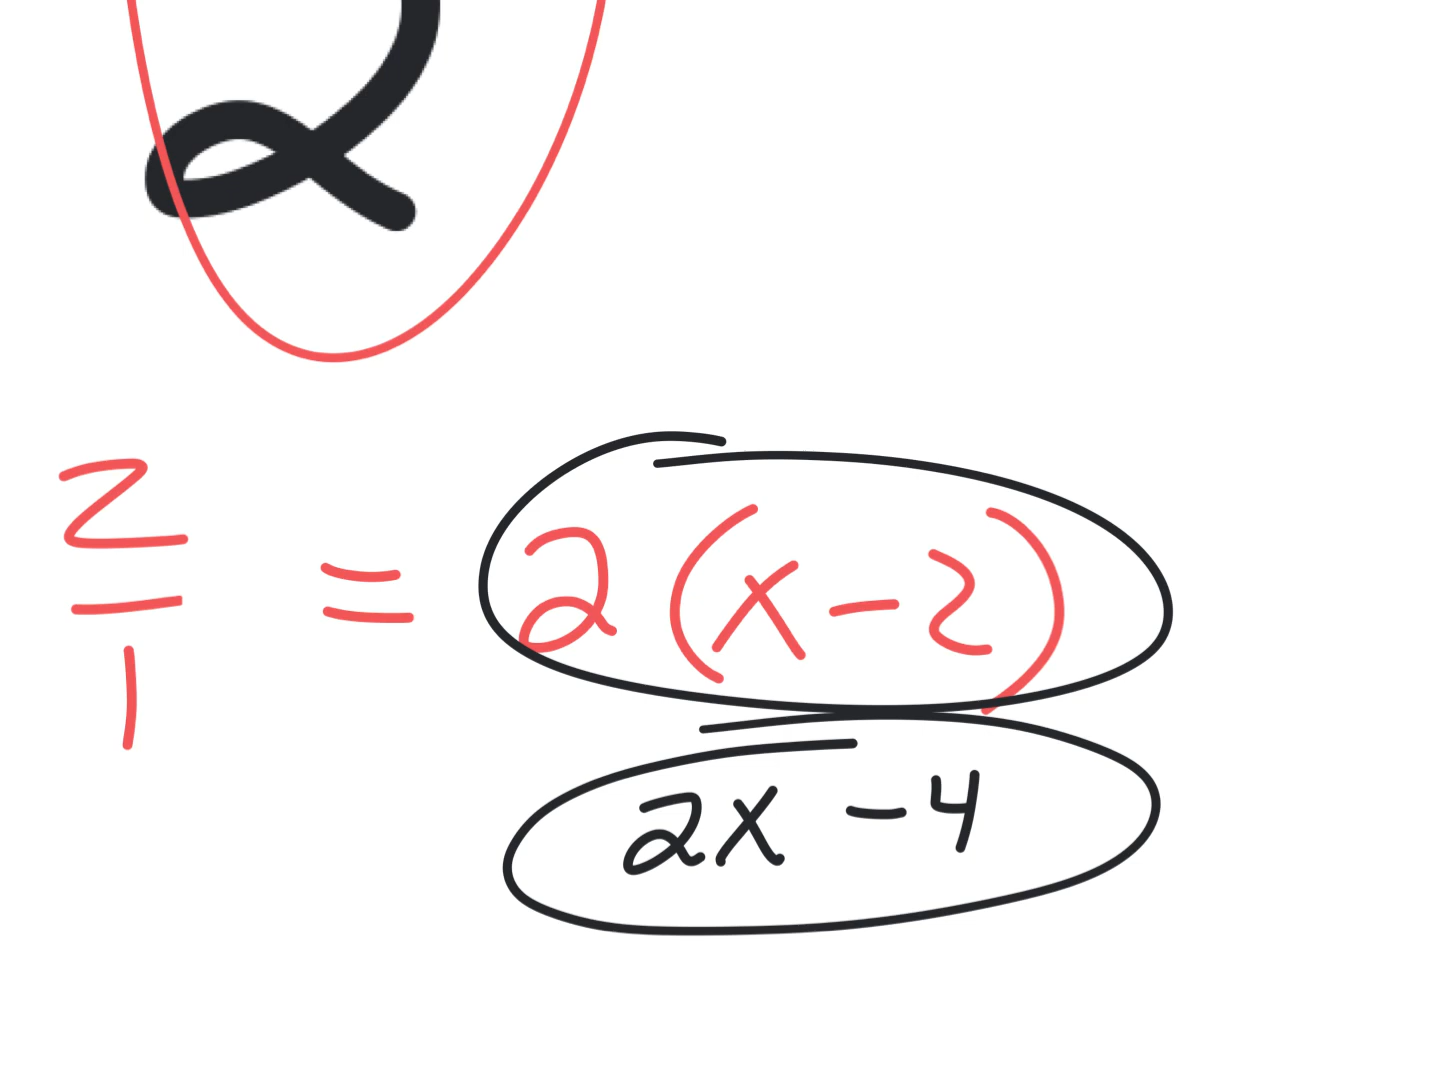 2
2/1 = 2(x-2)
2x - 4